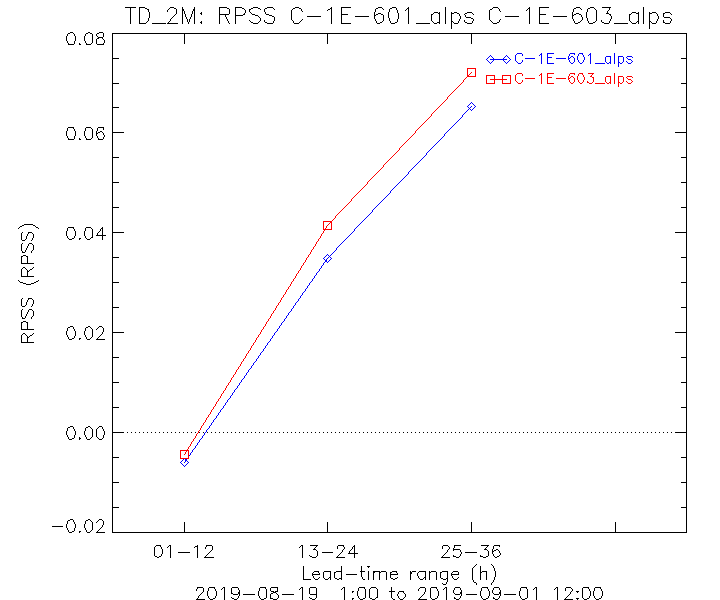 TD_2M: RPSS C-1E-601_alps C-1E-603_alps
0.08
C-1E-601_alps
C-1E-603_alps
0.06
0.04
RPSS (RPSS)
0.02
0.00
-0.02
01-12 13-24 25-36
Lead-time range (h)
2019-08-19 1:00 to 2019-09-01 12:00